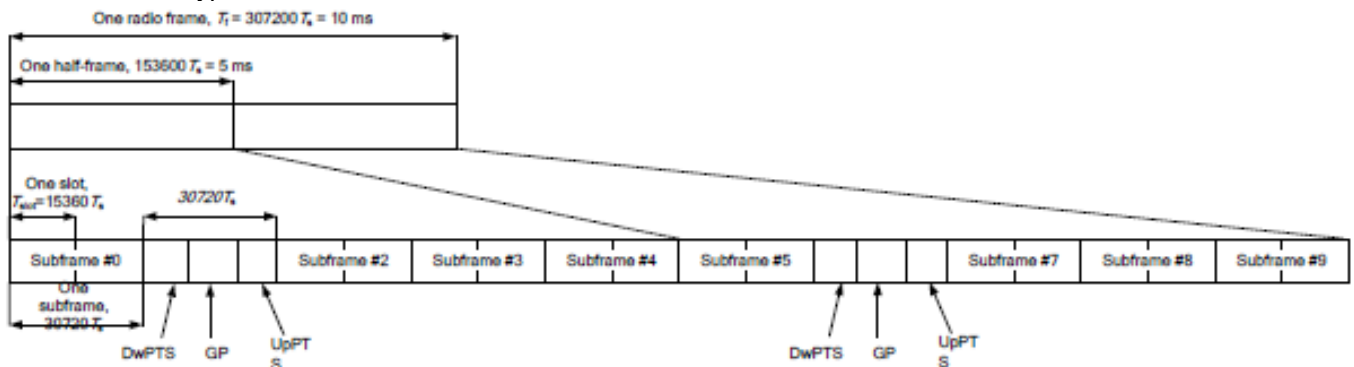 One radio frame, Tf = 307200 Ts = 10 ms
One half-frame, 153600 Ts = 5 ms
One slot,
Tslot=15360 Ts
30720Ts
Subframe #0
Subframe #2
Subframe #3
Subframe #4
Subframe #5
Subframe #7
Subframe #8
Subframe #9
One
subframe,
30720 Ts
DwPTS
GP
UpPT
S
DwPTS
GP
UpPT
S